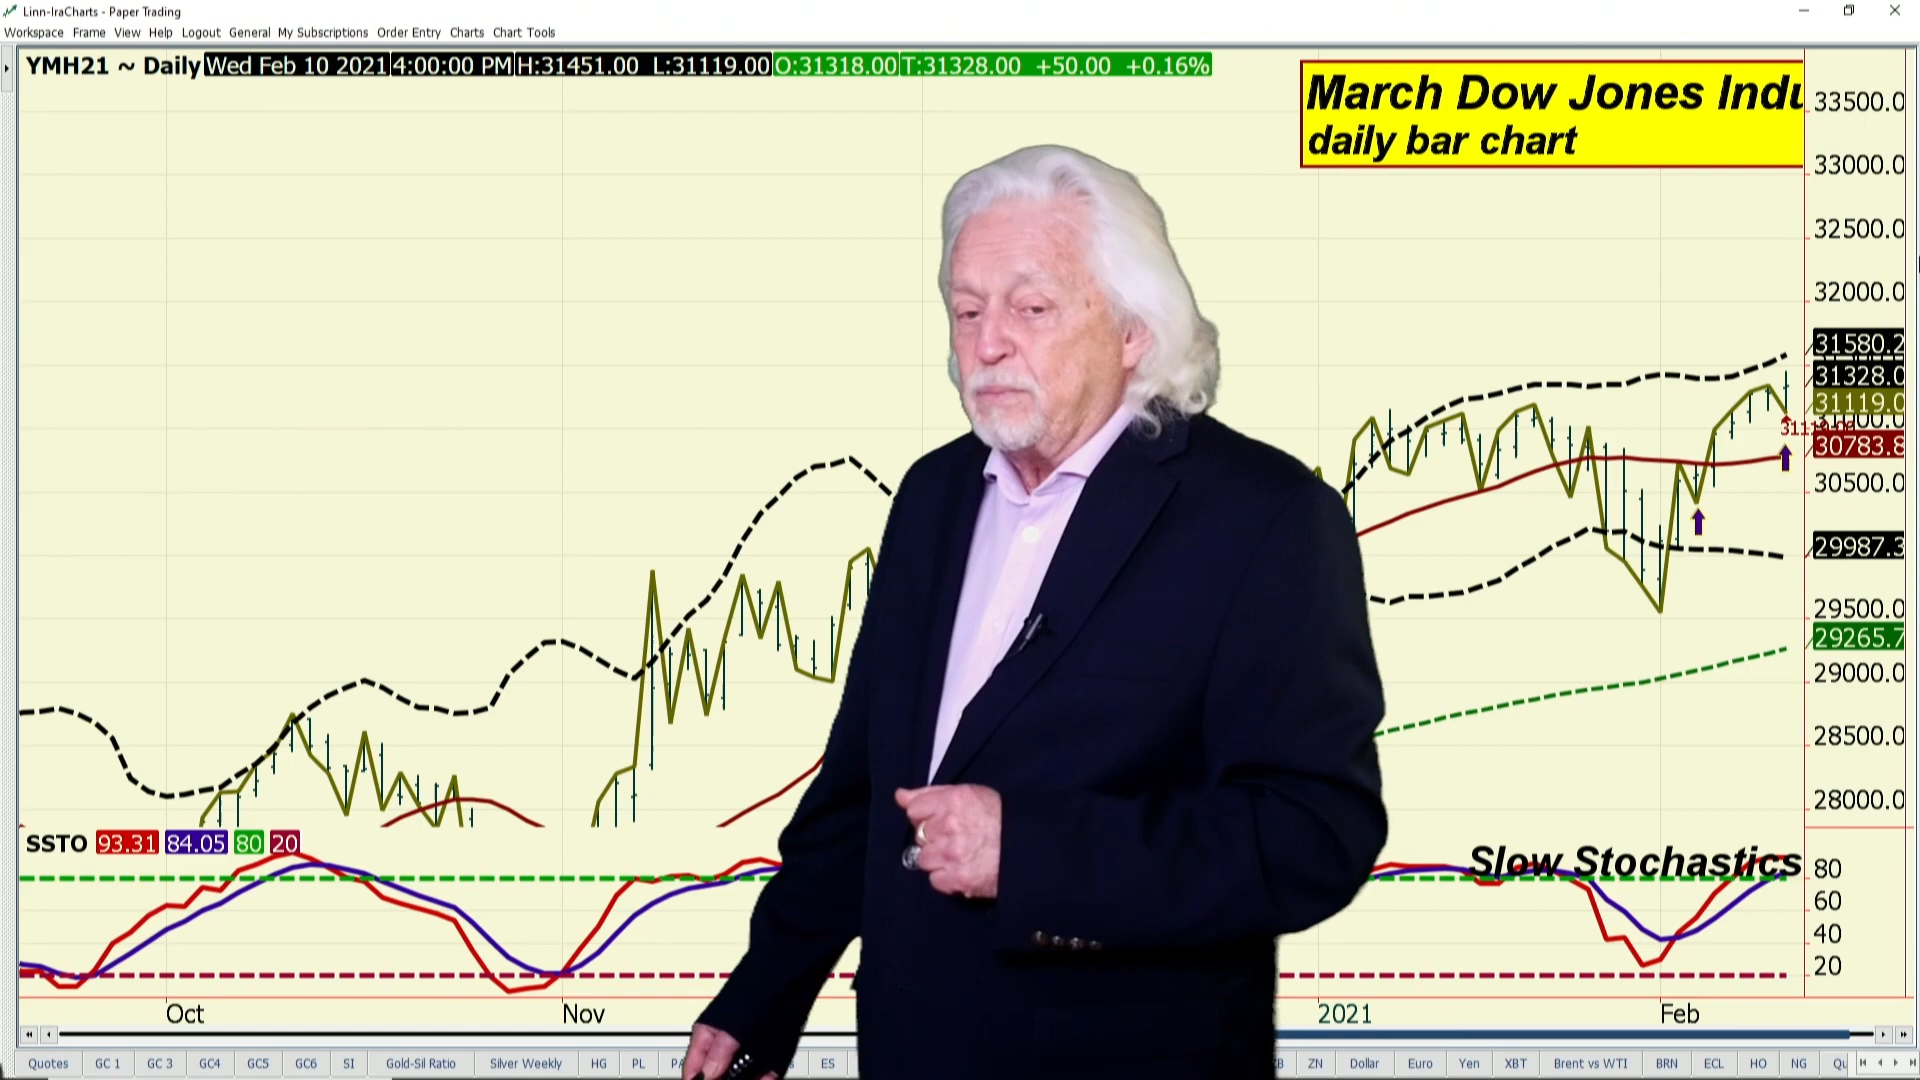 Linn-IraCharts - Paper Trading
Workspace Frame View Help Logout General My Subscriptions Order Entry Charts Chart Tools
YMH21 ~ Daily Wed Feb 10 2021 4:00:00 PM H:31451.00 L:31119.00 O:31318.00 T:31328.00 +50.00 +0.16%
March Dow Jones
daily bar chart
33500.0
33000.0
32500.0
32000.0
31580.2
31328.0
31119.0
30783.8
30500.0
29987.3
29500.0
29265.7
29000.0
28500.0
28000.0
SSTO 93.31 84.05 80 20
Slow Stochastics
80
60
40
20
Oct Nov 2021 Feb
Quotes GC 1 GC 3 GC4 GC5 GC6 SI Gold-Sil Ratio Silver Weekly HG PL ES ZN Dollar Euro Yen XBT Brent vs WTI BRN ECL HO NG